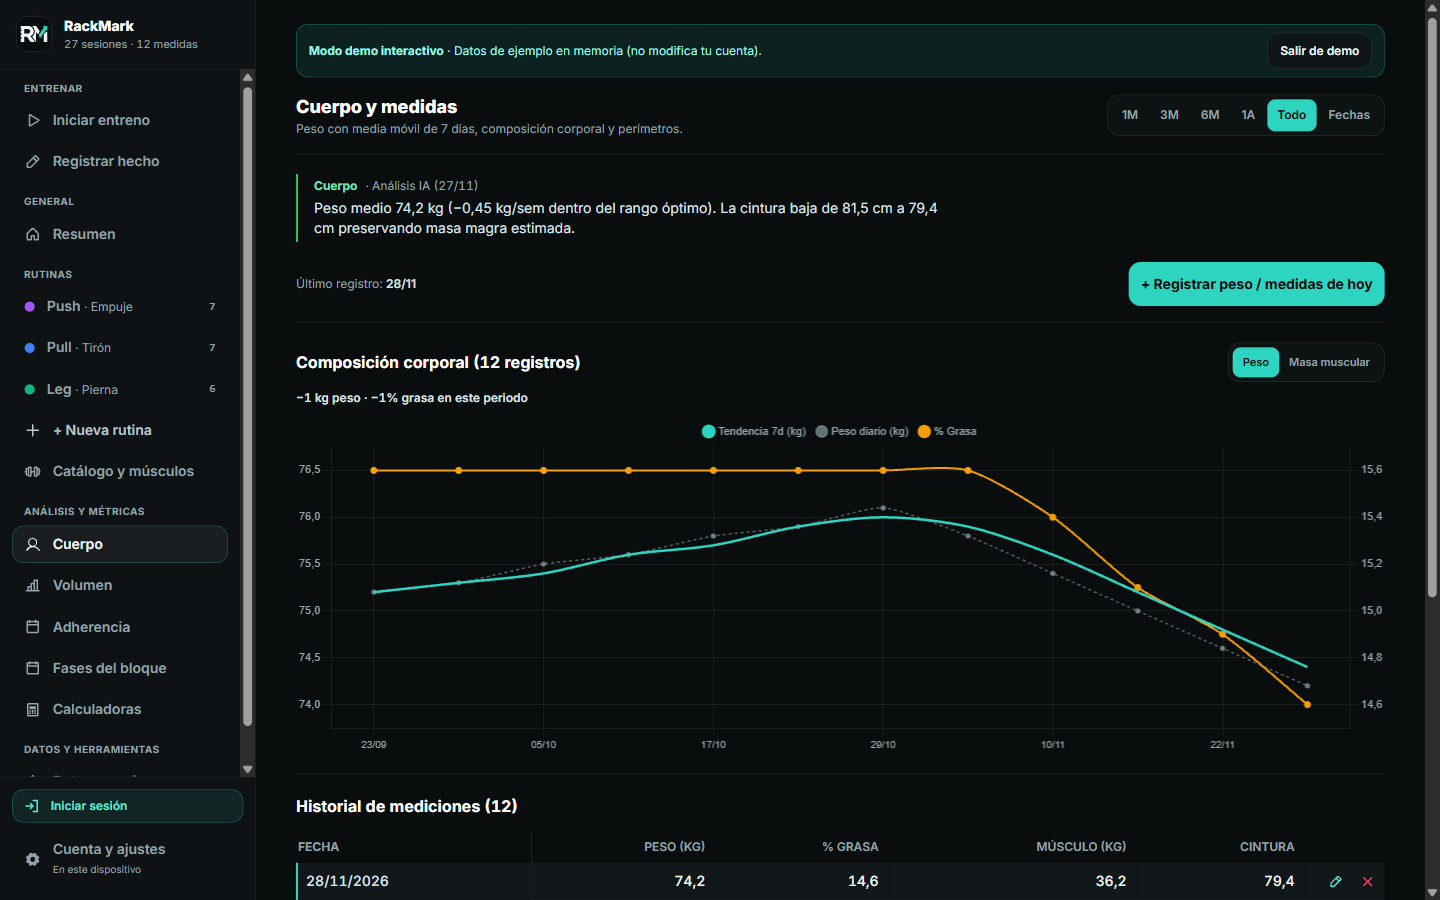 RM
RackMark
27 sesiones · 12 medidas
ENTRENAR
Iniciar entreno
Registrar hecho
GENERAL
Resumen
RUTINAS
Push · Empuje 7
Pull · Tirón 7
Leg · Pierna 6
+ Nueva rutina
Catálogo y músculos
ANÁLISIS Y MÉTRICAS
Cuerpo
Volumen
Adherencia
Fases del bloque
Calculadoras
DATOS Y HERRAMIENTAS
Iniciar sesión
Cuenta y ajustes
En este dispositivo
Modo demo interactivo · Datos de ejemplo en memoria (no modifica tu cuenta).
Salir de demo
Cuerpo y medidas
Peso con media móvil de 7 días, composición corporal y perímetros.
1M 3M 6M 1A Todo Fechas
Cuerpo · Análisis IA (27/11)
Peso medio 74,2 kg (−0,45 kg/sem dentro del rango óptimo). La cintura baja de 81,5 cm a 79,4
cm preservando masa magra estimada.
Último registro: 28/11
+ Registrar peso / medidas de hoy
Composición corporal (12 registros)
Peso Masa muscular
−1 kg peso · −1% grasa en este periodo
Tendencia 7d (kg) Peso diario (kg) % Grasa
76,5 15,6
76,0 15,4
75,5 15,2
75,0 15,0
74,5 14,8
74,0 14,6
23/09 05/10 17/10 29/10 10/11 22/11
Historial de mediciones (12)
FECHA PESO (KG) % GRASA MÚSCULO (KG) CINTURA
28/11/2026 74,2 14,6 36,2 79,4